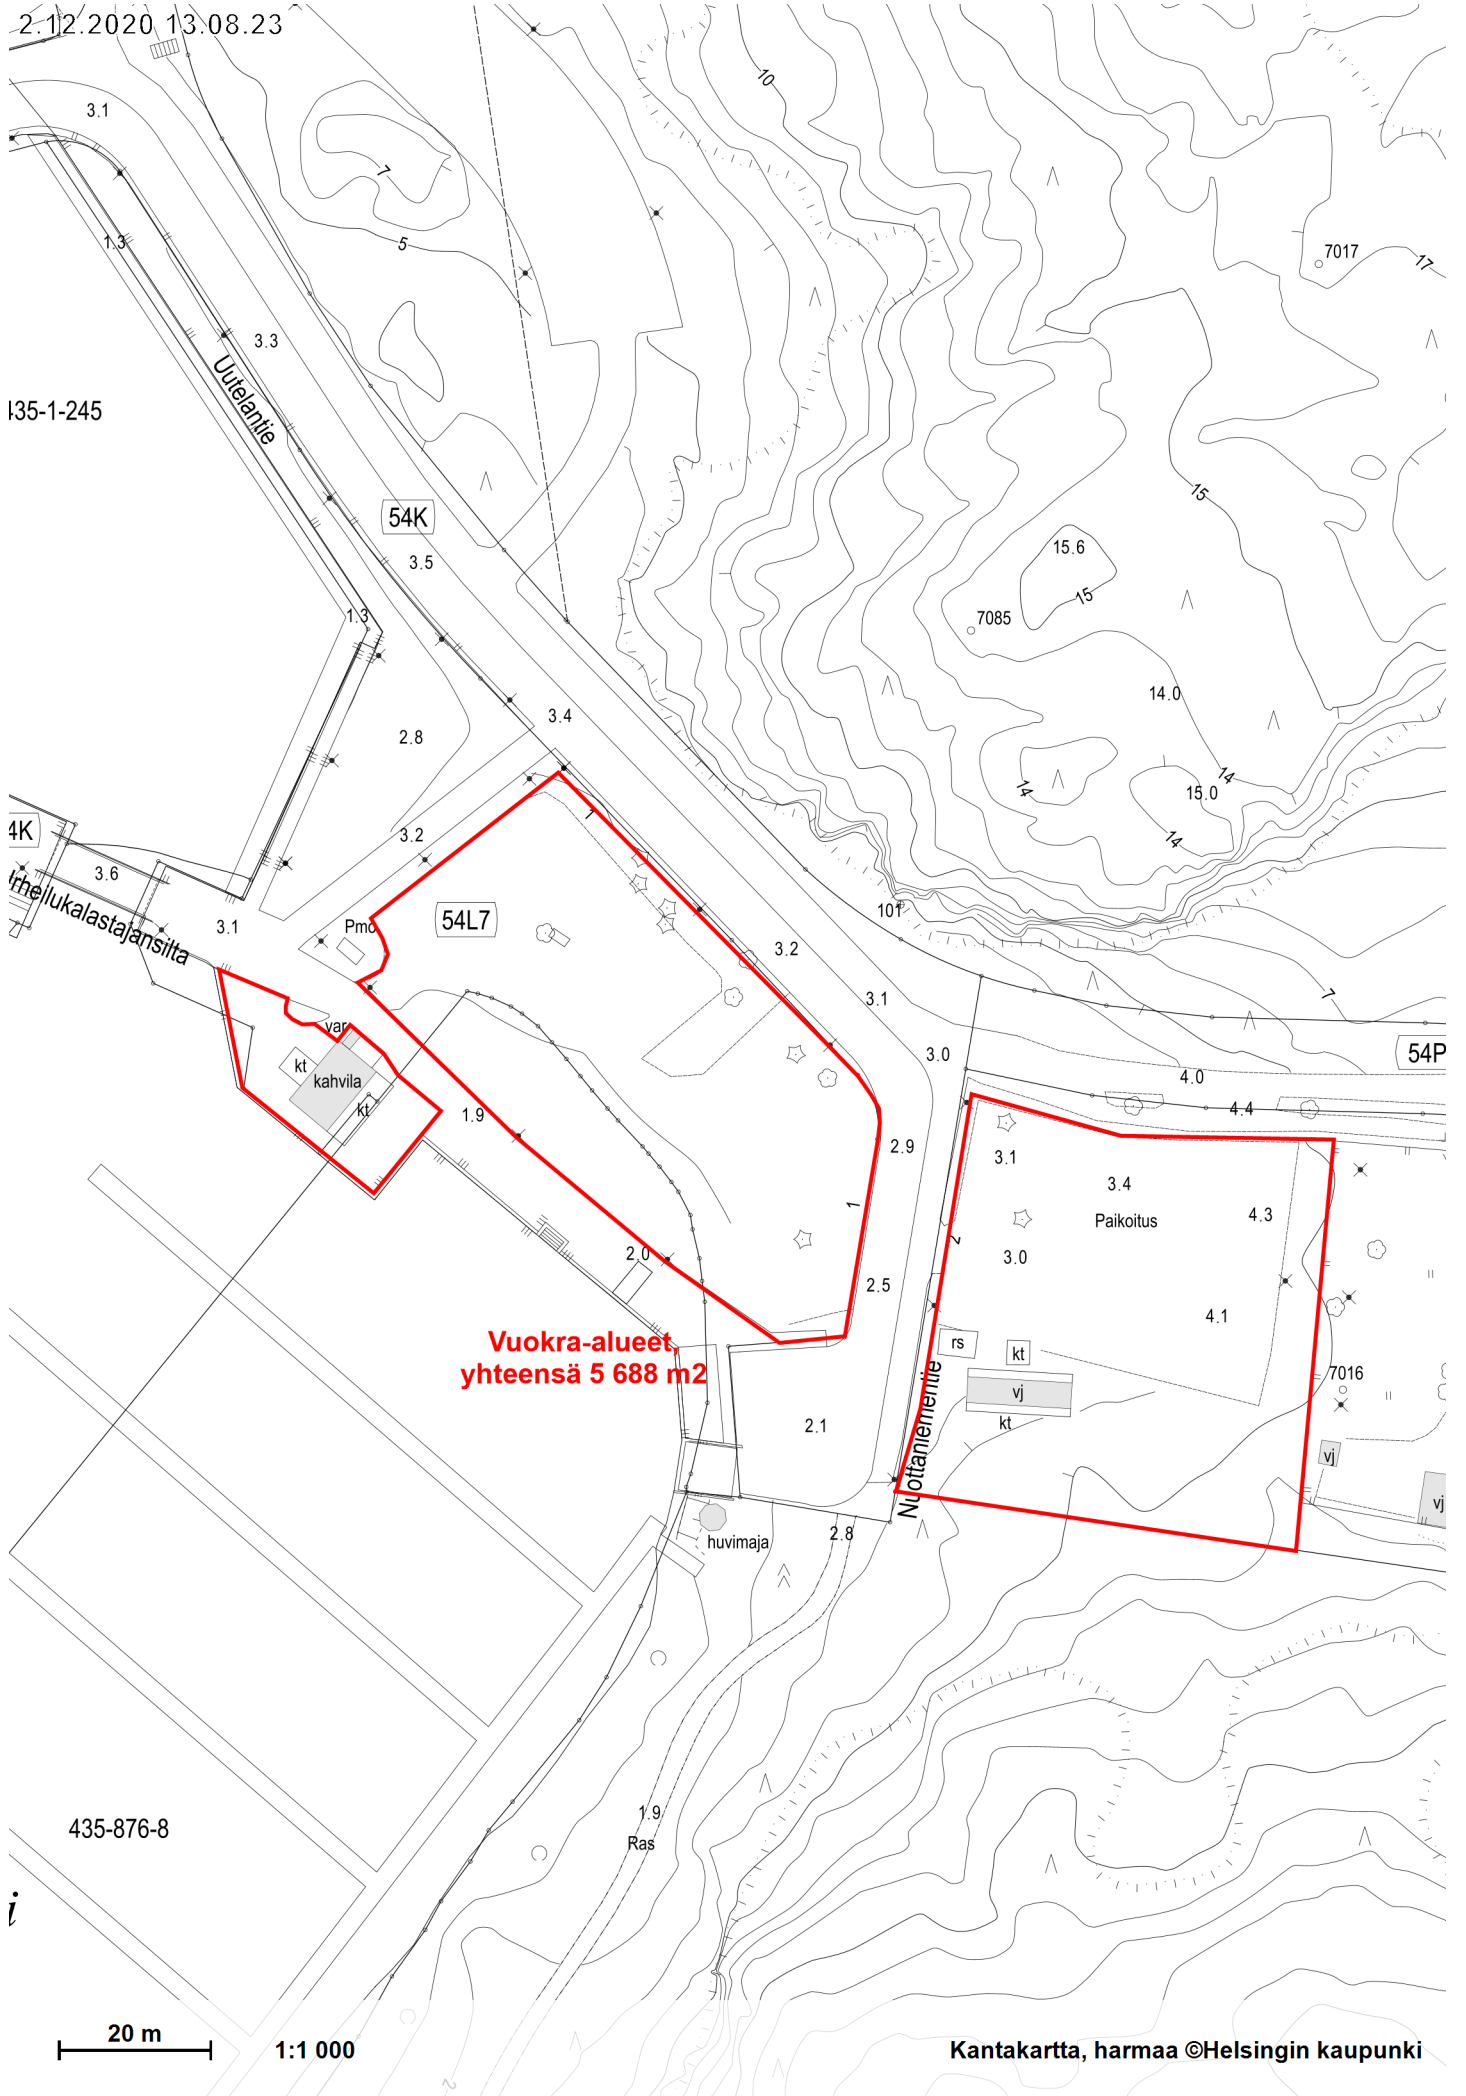 2.12.2020 13.08.23
3.1
10
7
1.3
5
7017
17
3.3
Uutelantie
435-1-245
15
54K
15.6
3.5
15
1.3
7085
14.0
3.4
2.8
14
14
15.0
4K
3.2
1
14
3.6
54L7
101
rheilukalastajansilta
3.1
Pmo
3.2
7
3.1
var
3.0
54P
kt
kahvila
4.0
kt
1.9
4.4
2.9
3.1
3.4
1
4.3
Paikoitus
2
2.0
3.0
2.5
4.1
Vuokra-alueet,
yhteensä 5 688 m2
rs
kt
7016
vj
Nuottaniementie
kt
2.1
vj
vj
2.8
huvimaja
1.9
Ras
435-876-8
i
2
20 m
1:1 000
Kantakartta, harmaa ©Helsingin kaupunki